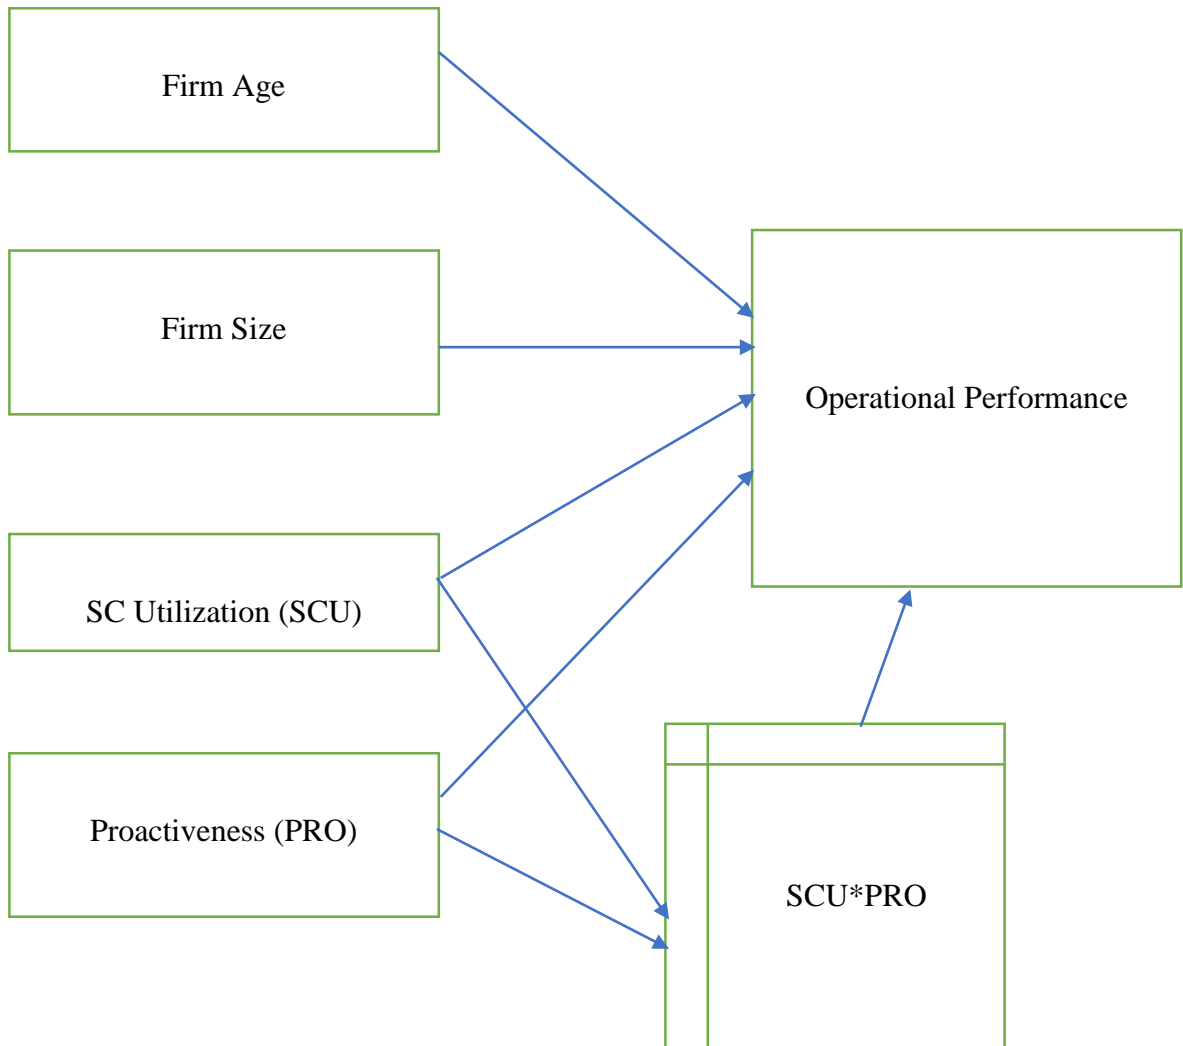 Firm Age
Firm Size
Operational Performance
SC Utilization (SCU)
Proactiveness (PRO)
SCU*PRO